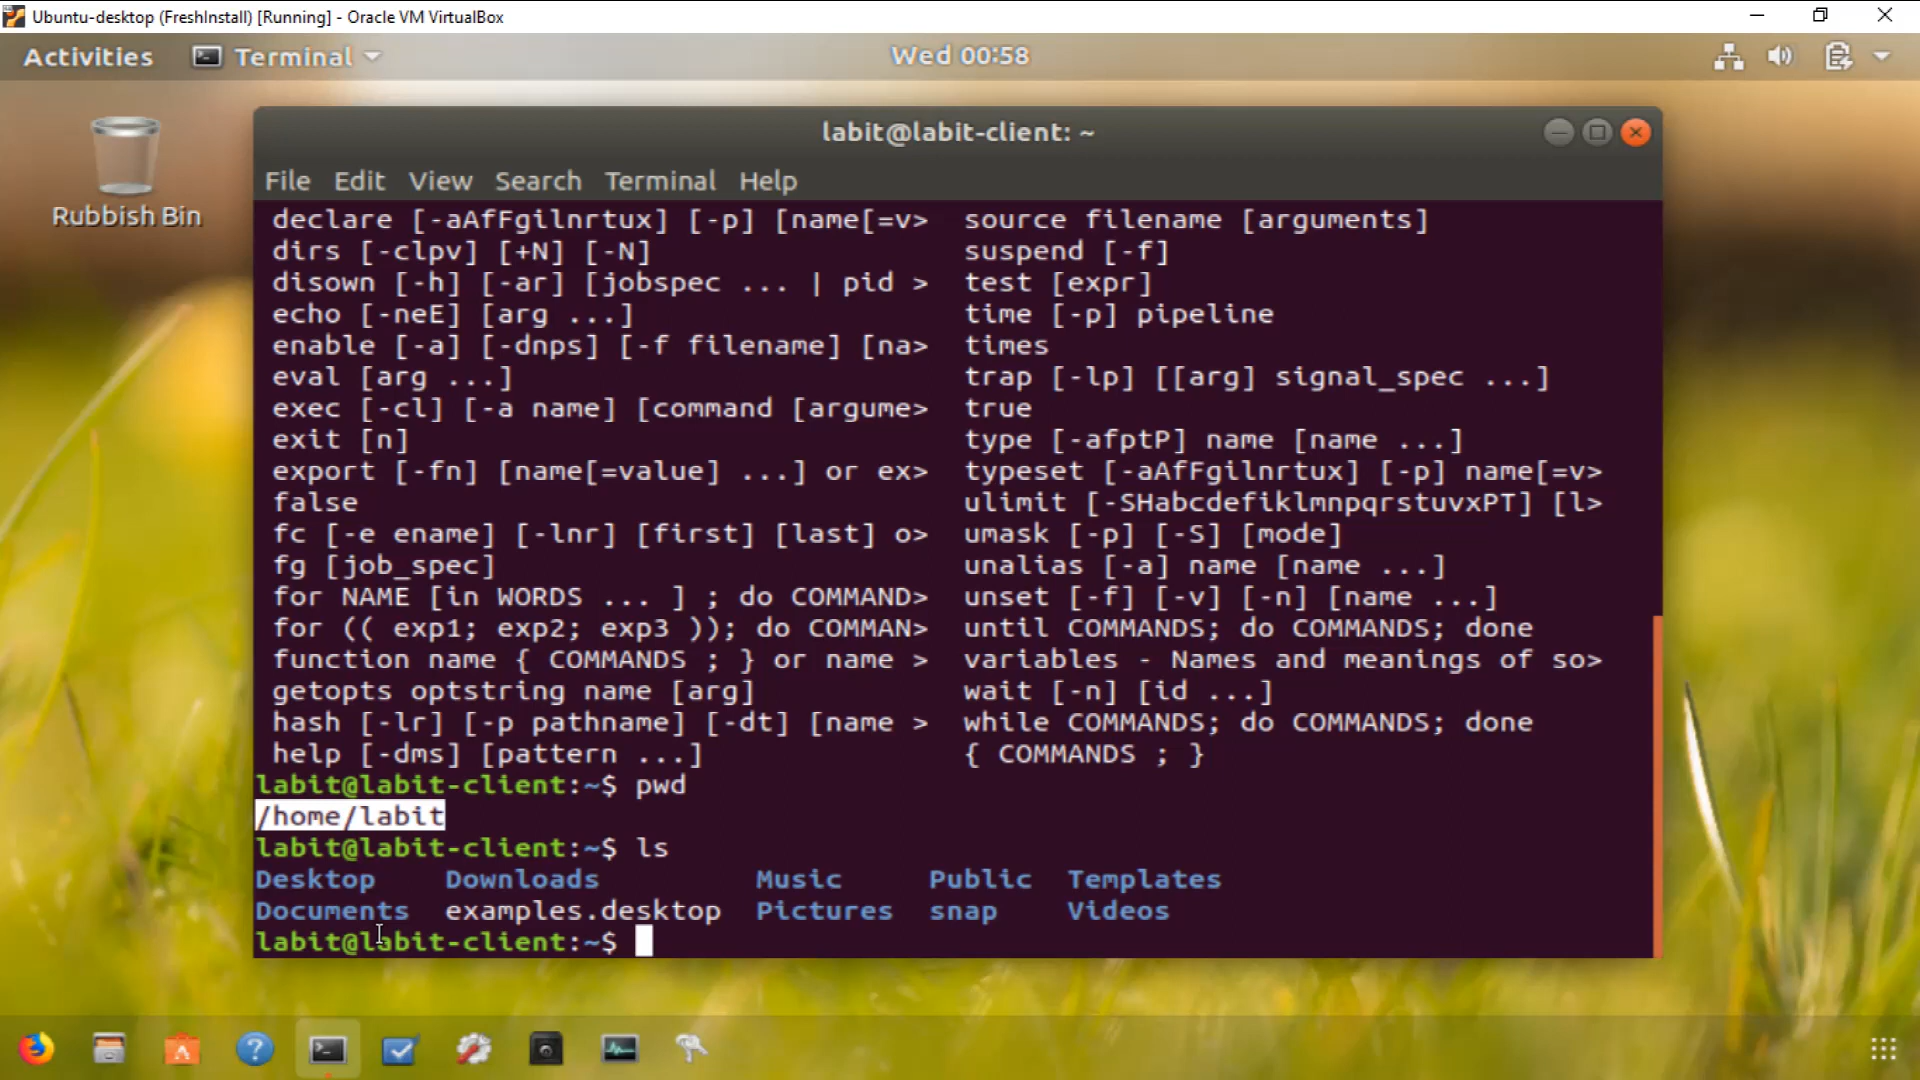 Ubuntu-desktop (FreshInstall) [Running] - Oracle VM VirtualBox
Activities Terminal Wed 00:58
Rubbish Bin
labit@labit-client: ~
File Edit View Search Terminal Help
declare [-aAfFgilnrtux] [-p] [name[=v> source filename [arguments]
dirs [-clpv] [+N] [-N] suspend [-f]
disown [-h] [-ar] [jobspec ... | pid > test [expr]
echo [-neE] [arg ...] time [-p] pipeline
enable [-a] [-dnps] [-f filename] [na> times
eval [arg ...] trap [-lp] [[arg] signal_spec ...]
exec [-cl] [-a name] [command [argume> true
exit [n] type [-afptP] name [name ...]
export [-fn] [name[=value] ...] or ex> typeset [-aAfFgilnrtux] [-p] name[=v>
false ulimit [-SHabcdefiklmnpqrstuvxPT] [l>
fc [-e ename] [-lnr] [first] [last] o> umask [-p] [-S] [mode]
fg [job_spec] unalias [-a] name [name ...]
for NAME [in WORDS ... ] ; do COMMAND> unset [-f] [-v] [-n] [name ...]
for (( exp1; exp2; exp3 )); do COMMAN> until COMMANDS; do COMMANDS; done
function name { COMMANDS ; } or name > variables - Names and meanings of so>
getopts optstring name [arg] wait [-n] [id ...]
hash [-lr] [-p pathname] [-dt] [name > while COMMANDS; do COMMANDS; done
help [-dms] [pattern ...] { COMMANDS ; }
labit@labit-client:~$ pwd
/home/labit
labit@labit-client:~$ ls
Desktop Downloads Music Public Templates
Documents examples.desktop Pictures snap Videos
labit@labit-client:~$